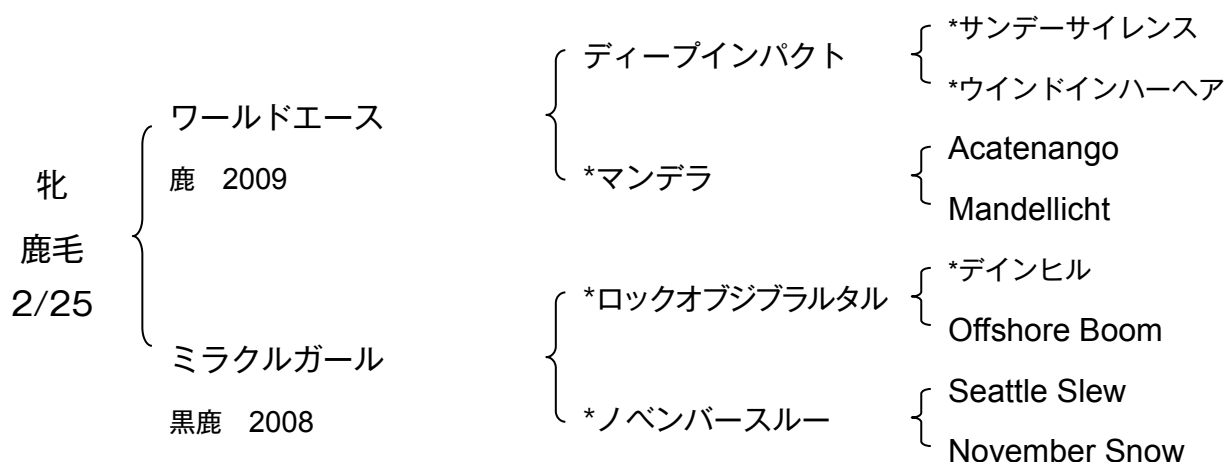 牝
鹿毛
2/25
ワールドエース
鹿 2009
ミラクルガール
黒鹿 2008
ディープインパクト
*マンデラ
*ロックオブジブラルタル
*ノベンバースルー
*サンデーサイレンス
*ウインドインハーヘア
Acatenango
Mandellicht
*デインヒル
Offshore Boom
Seattle Slew
November Snow